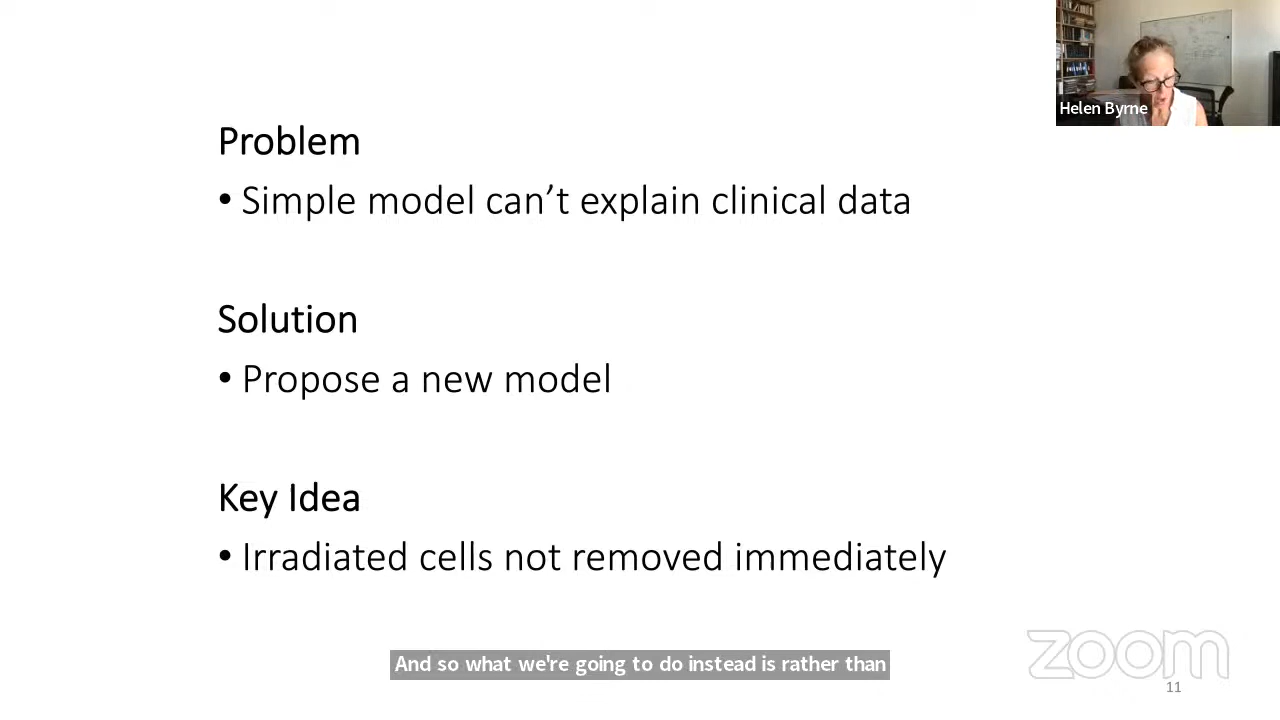 Helen Byrne
Problem
• Simple model can’t explain clinical data
Solution
• Propose a new model
Key Idea
• Irradiated cells not removed immediately
And so what we're going to do instead is rather than
zoom
11